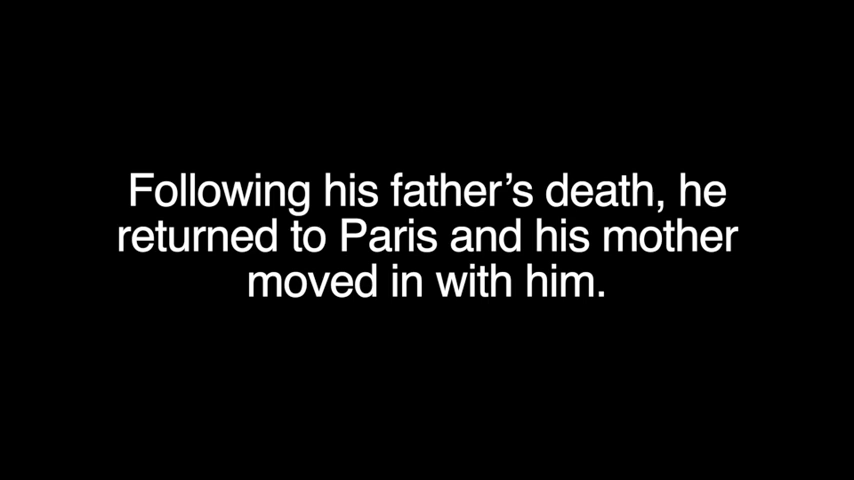 Following his father’s death, he
returned to Paris and his mother
moved in with him.